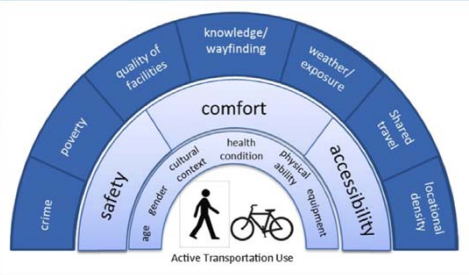 crime
poverty
quality of
facilities
knowledge/
wayfinding
weather/
exposure
Shared
travel
locational
density
safety
comfort
accessibility
age
gender
cultural
context
health
condition
physical
ability
equipment
Active Transportation Use